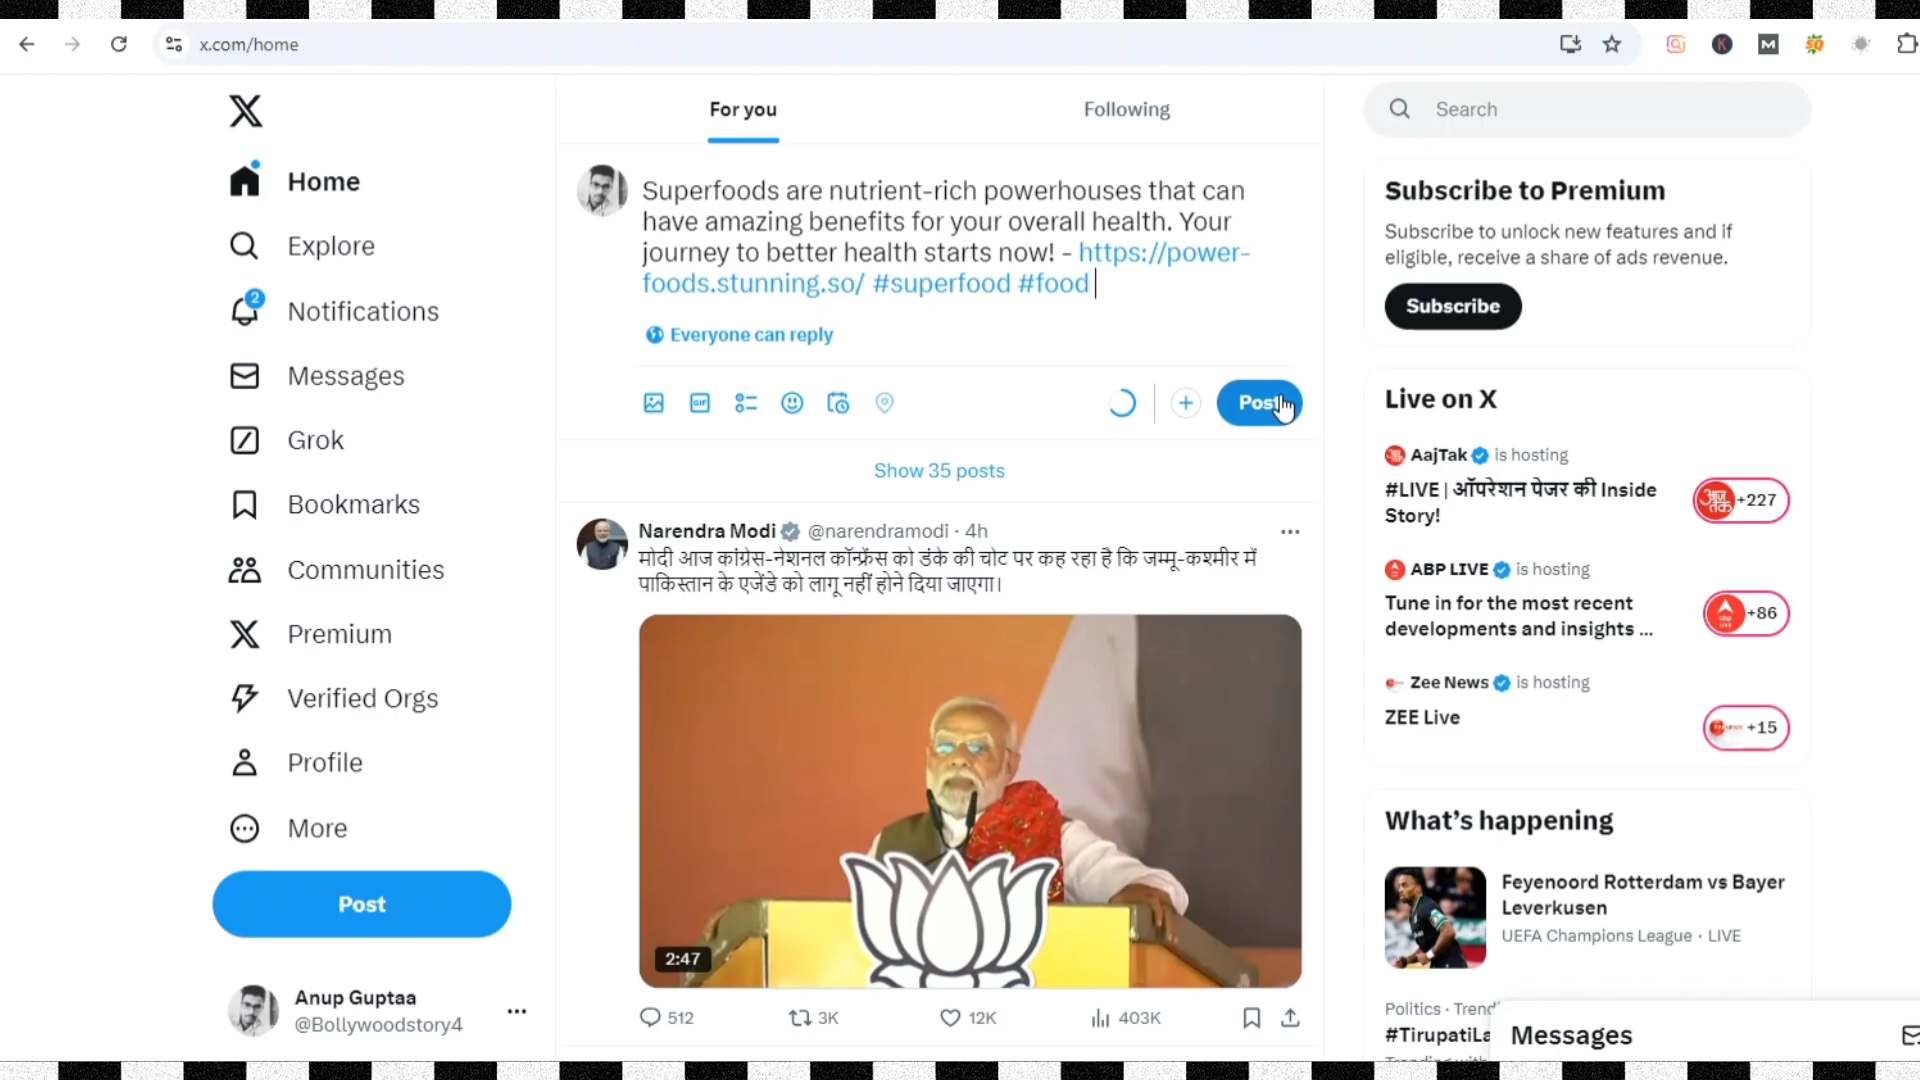 x.com/home
For you
Following
Search
Home
Explore
2
Notifications
Messages
Grok
Bookmarks
Communities
Premium
Verified Orgs
Profile
More
Post
Anup Guptaa
@Bollywoodstory4
Superfoods are nutrient-rich powerhouses that can
have amazing benefits for your overall health. Your
journey to better health starts now! - https://power-
foods.stunning.so/ #superfood #food
Everyone can reply
GIF
Post
Show 35 posts
Narendra Modi @narendramodi · 4h
मोदी आज कांग्रेस-नेशनल कॉन्फ्रेंस को डंके की चोट पर कह रहा है कि जम्मू-कश्मीर में
पाकिस्तान के एजेंडे को लागू नहीं होने दिया जाएगा।
2:47
512
3K
12K
403K
Subscribe to Premium
Subscribe to unlock new features and if
eligible, receive a share of ads revenue.
Subscribe
Live on X
AajTak is hosting
#LIVE | ऑपरेशन पेजर की Inside
Story!
आज तक
+227
ABP LIVE is hosting
Tune in for the most recent
developments and insights ...
+86
Zee News is hosting
ZEE Live
+15
What's happening
Feyenoord Rotterdam vs Bayer
Leverkusen
UEFA Champions League · LIVE
Politics · Trend
#TirupatiLa
Messages